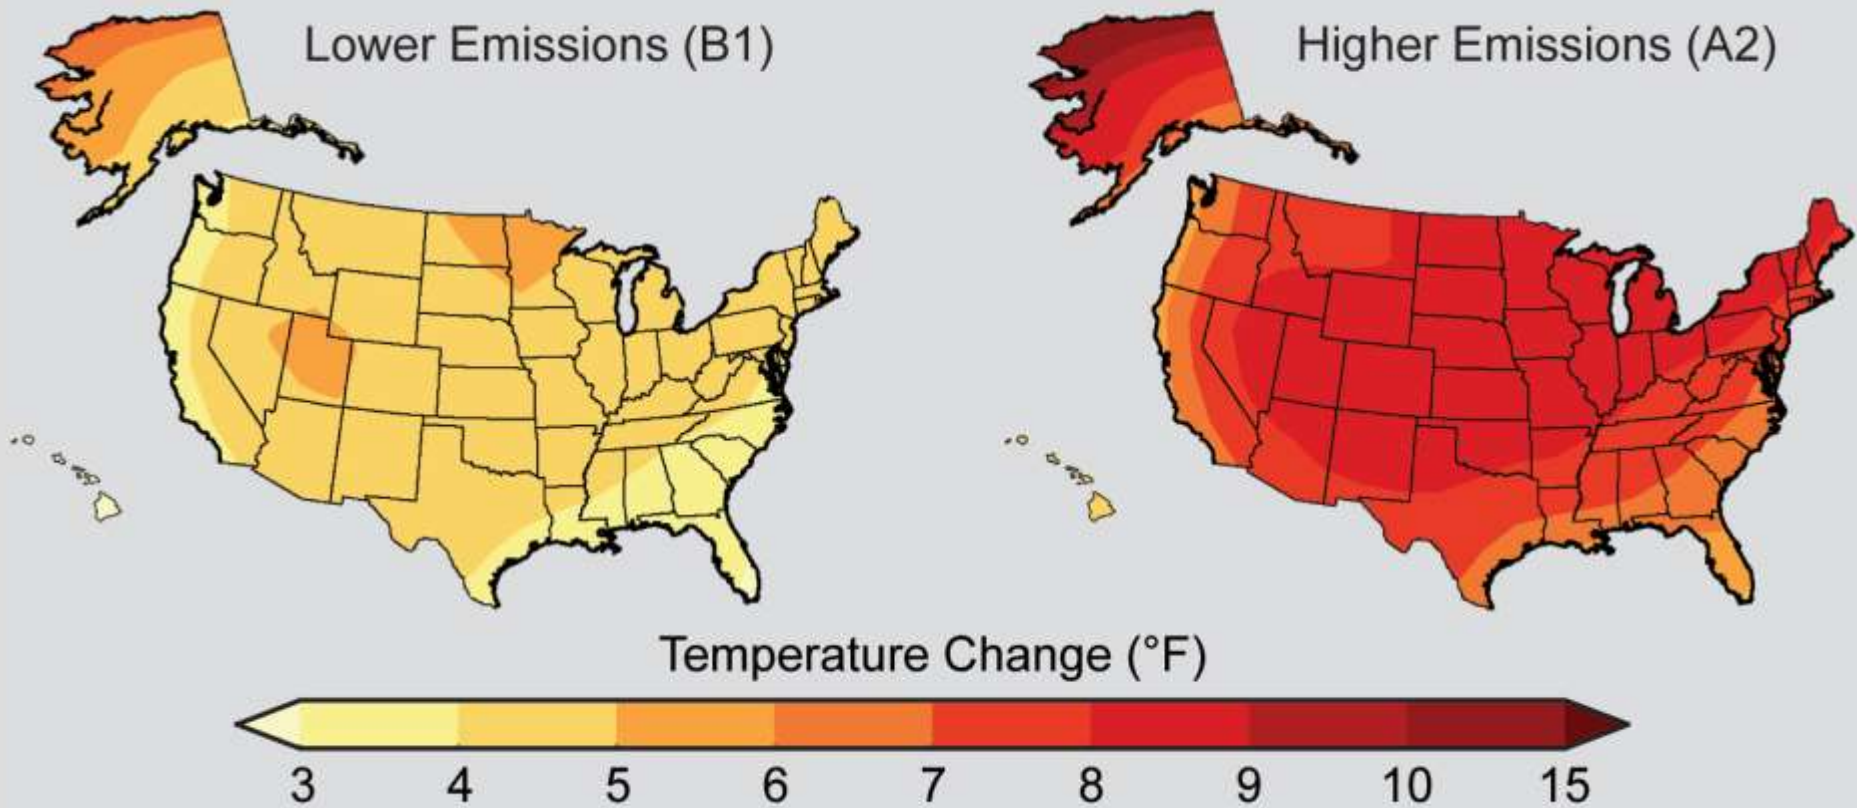 Lower Emissions (B1)
Higher Emissions (A2)
Temperature Change (°F)
3 4 5 6 7 8 9 10 15